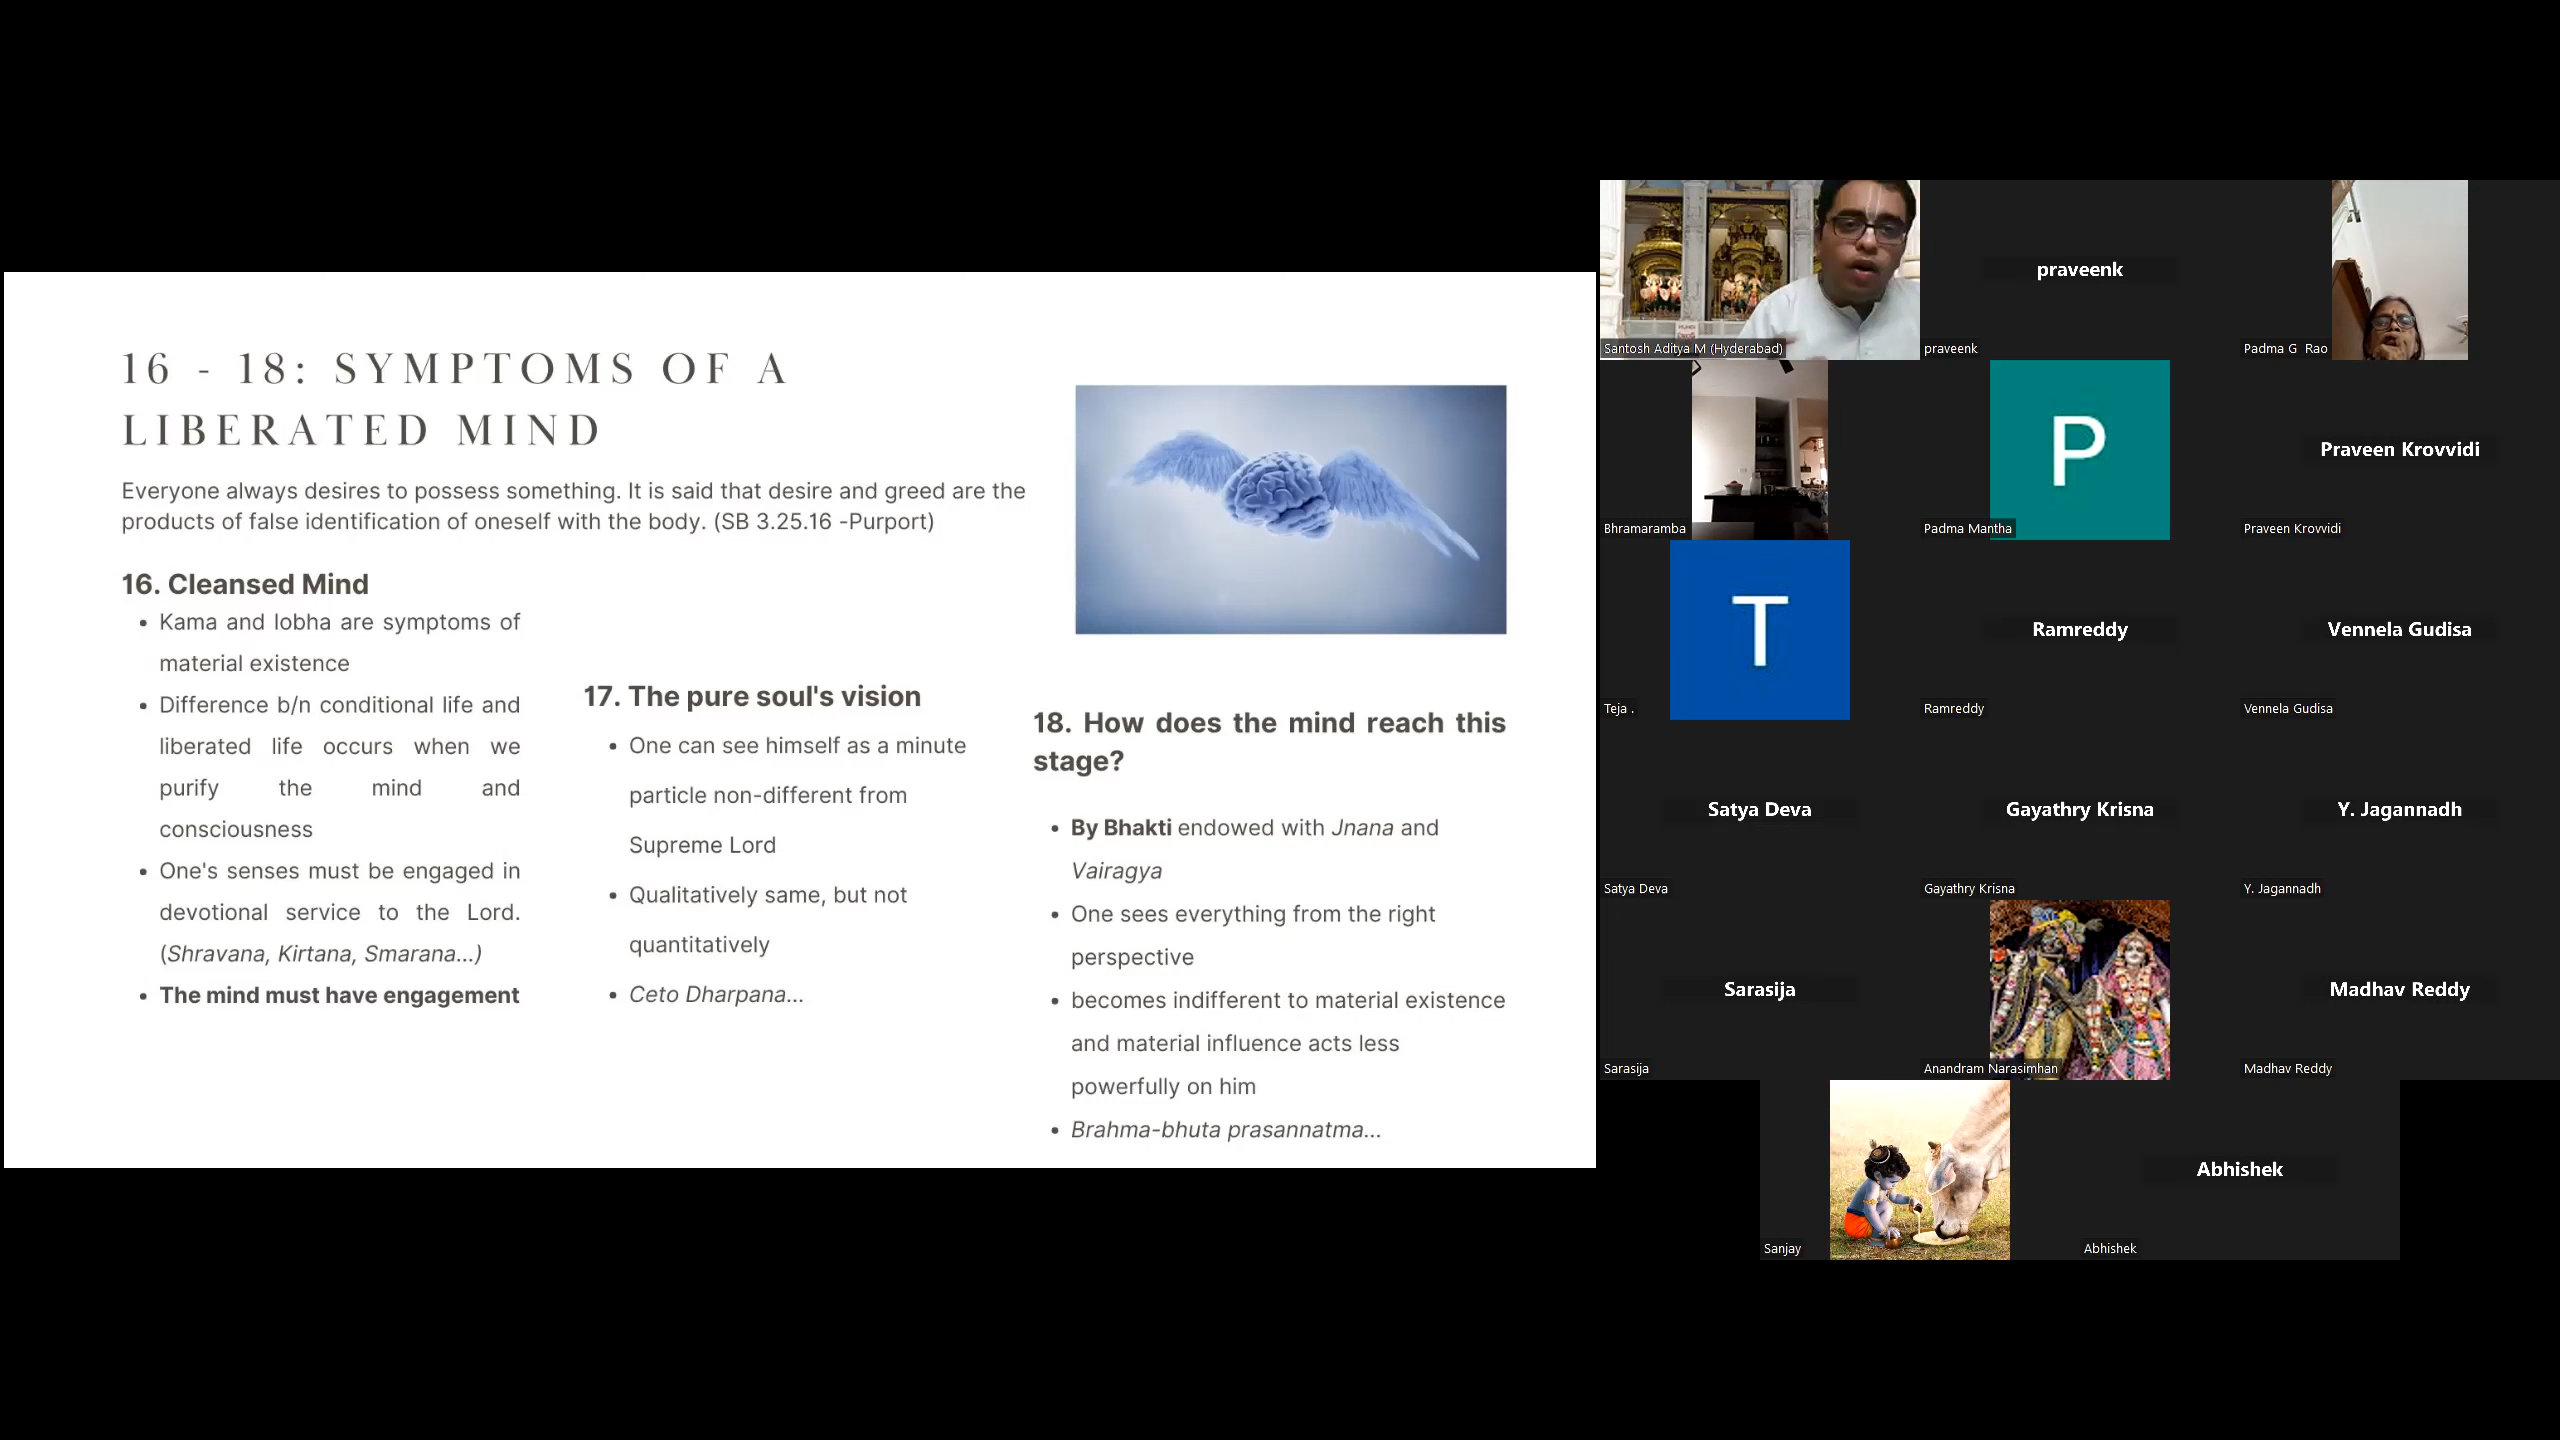 16 - 18: SYMPTOMS OF A
LIBERATED MIND
Everyone always desires to possess something. It is said that desire and greed are the
products of false identification of oneself with the body. (SB 3.25.16 -Purport)
16. Cleansed Mind
• Kama and lobha are symptoms of
material existence
• Difference b/n conditional life and
liberated life occurs when we
purify the mind and
consciousness
• One's senses must be engaged in
devotional service to the Lord.
(Shravana, Kirtana, Smarana...)
• The mind must have engagement
17. The pure soul's vision
• One can see himself as a minute
particle non-different from
Supreme Lord
• Qualitatively same, but not
quantitatively
• Ceto Dharpana...
18. How does the mind reach this
stage?
• By Bhakti endowed with Jnana and
Vairagya
• One sees everything from the right
perspective
• becomes indifferent to material existence
and material influence acts less
powerfully on him
• Brahma-bhuta prasannatma...
Santosh Aditya M (Hyderabad)
praveenk
praveenk
Padma G Rao
Bhramaramba
P
Padma Mantha
Praveen Krovvidi
Praveen Krovvidi
T
Teja .
Ramreddy
Ramreddy
Vennela Gudisa
Vennela Gudisa
Satya Deva
Satya Deva
Gayathry Krisna
Gayathry Krisna
Y. Jagannadh
Y. Jagannadh
Sarasija
Sarasija
Anandram Narasimhan
Madhav Reddy
Madhav Reddy
Sanjay
Abhishek
Abhishek